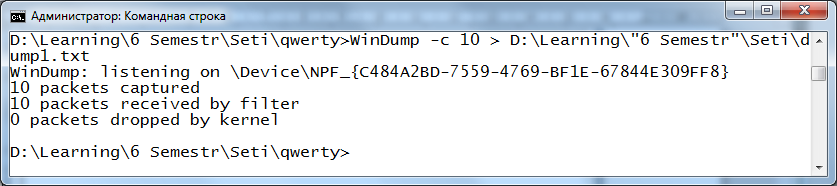 Администратор: Командная строка
D:\Learning\6 Semestr\Seti\qwerty>WinDump -c 10 > D:\Learning\"6 Semestr"\Seti\d
ump1.txt
WinDump: listening on \Device\NPF_{C484A2BD-7559-4769-BF1E-67844E309FF8}
10 packets captured
10 packets received by filter
0 packets dropped by kernel
D:\Learning\6 Semestr\Seti\qwerty>